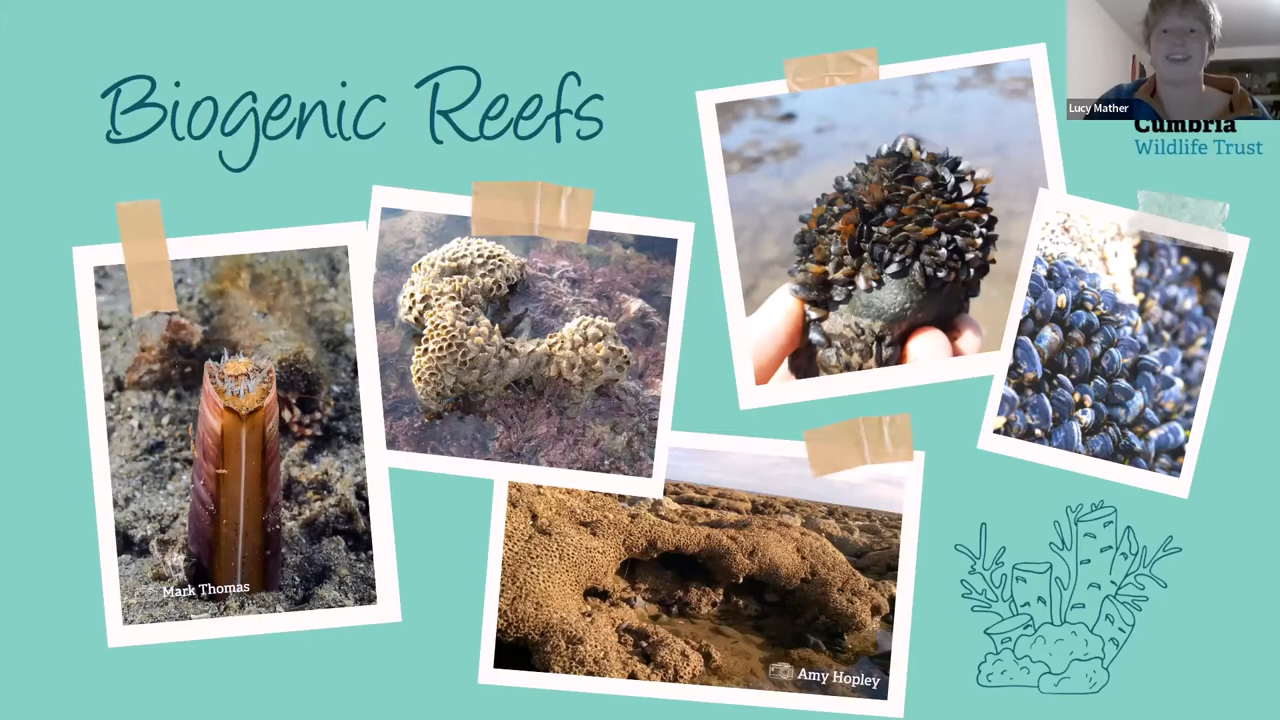 Biogenic Reefs
Lucy Mather
Cumbria
Wildlife Trust
Mark Thomas
Amy Hopley